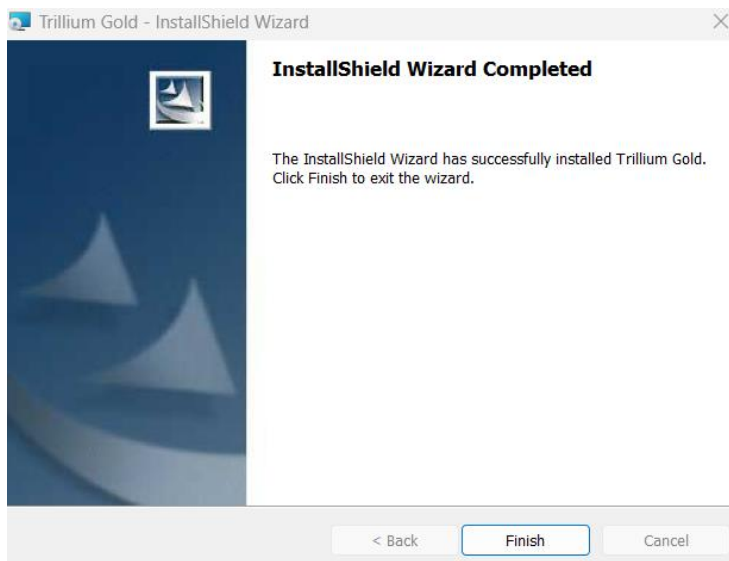 Trillium Gold - InstallShield Wizard
InstallShield Wizard Completed
The InstallShield Wizard has successfully installed Trillium Gold.
Click Finish to exit the wizard.
< Back
Finish
Cancel